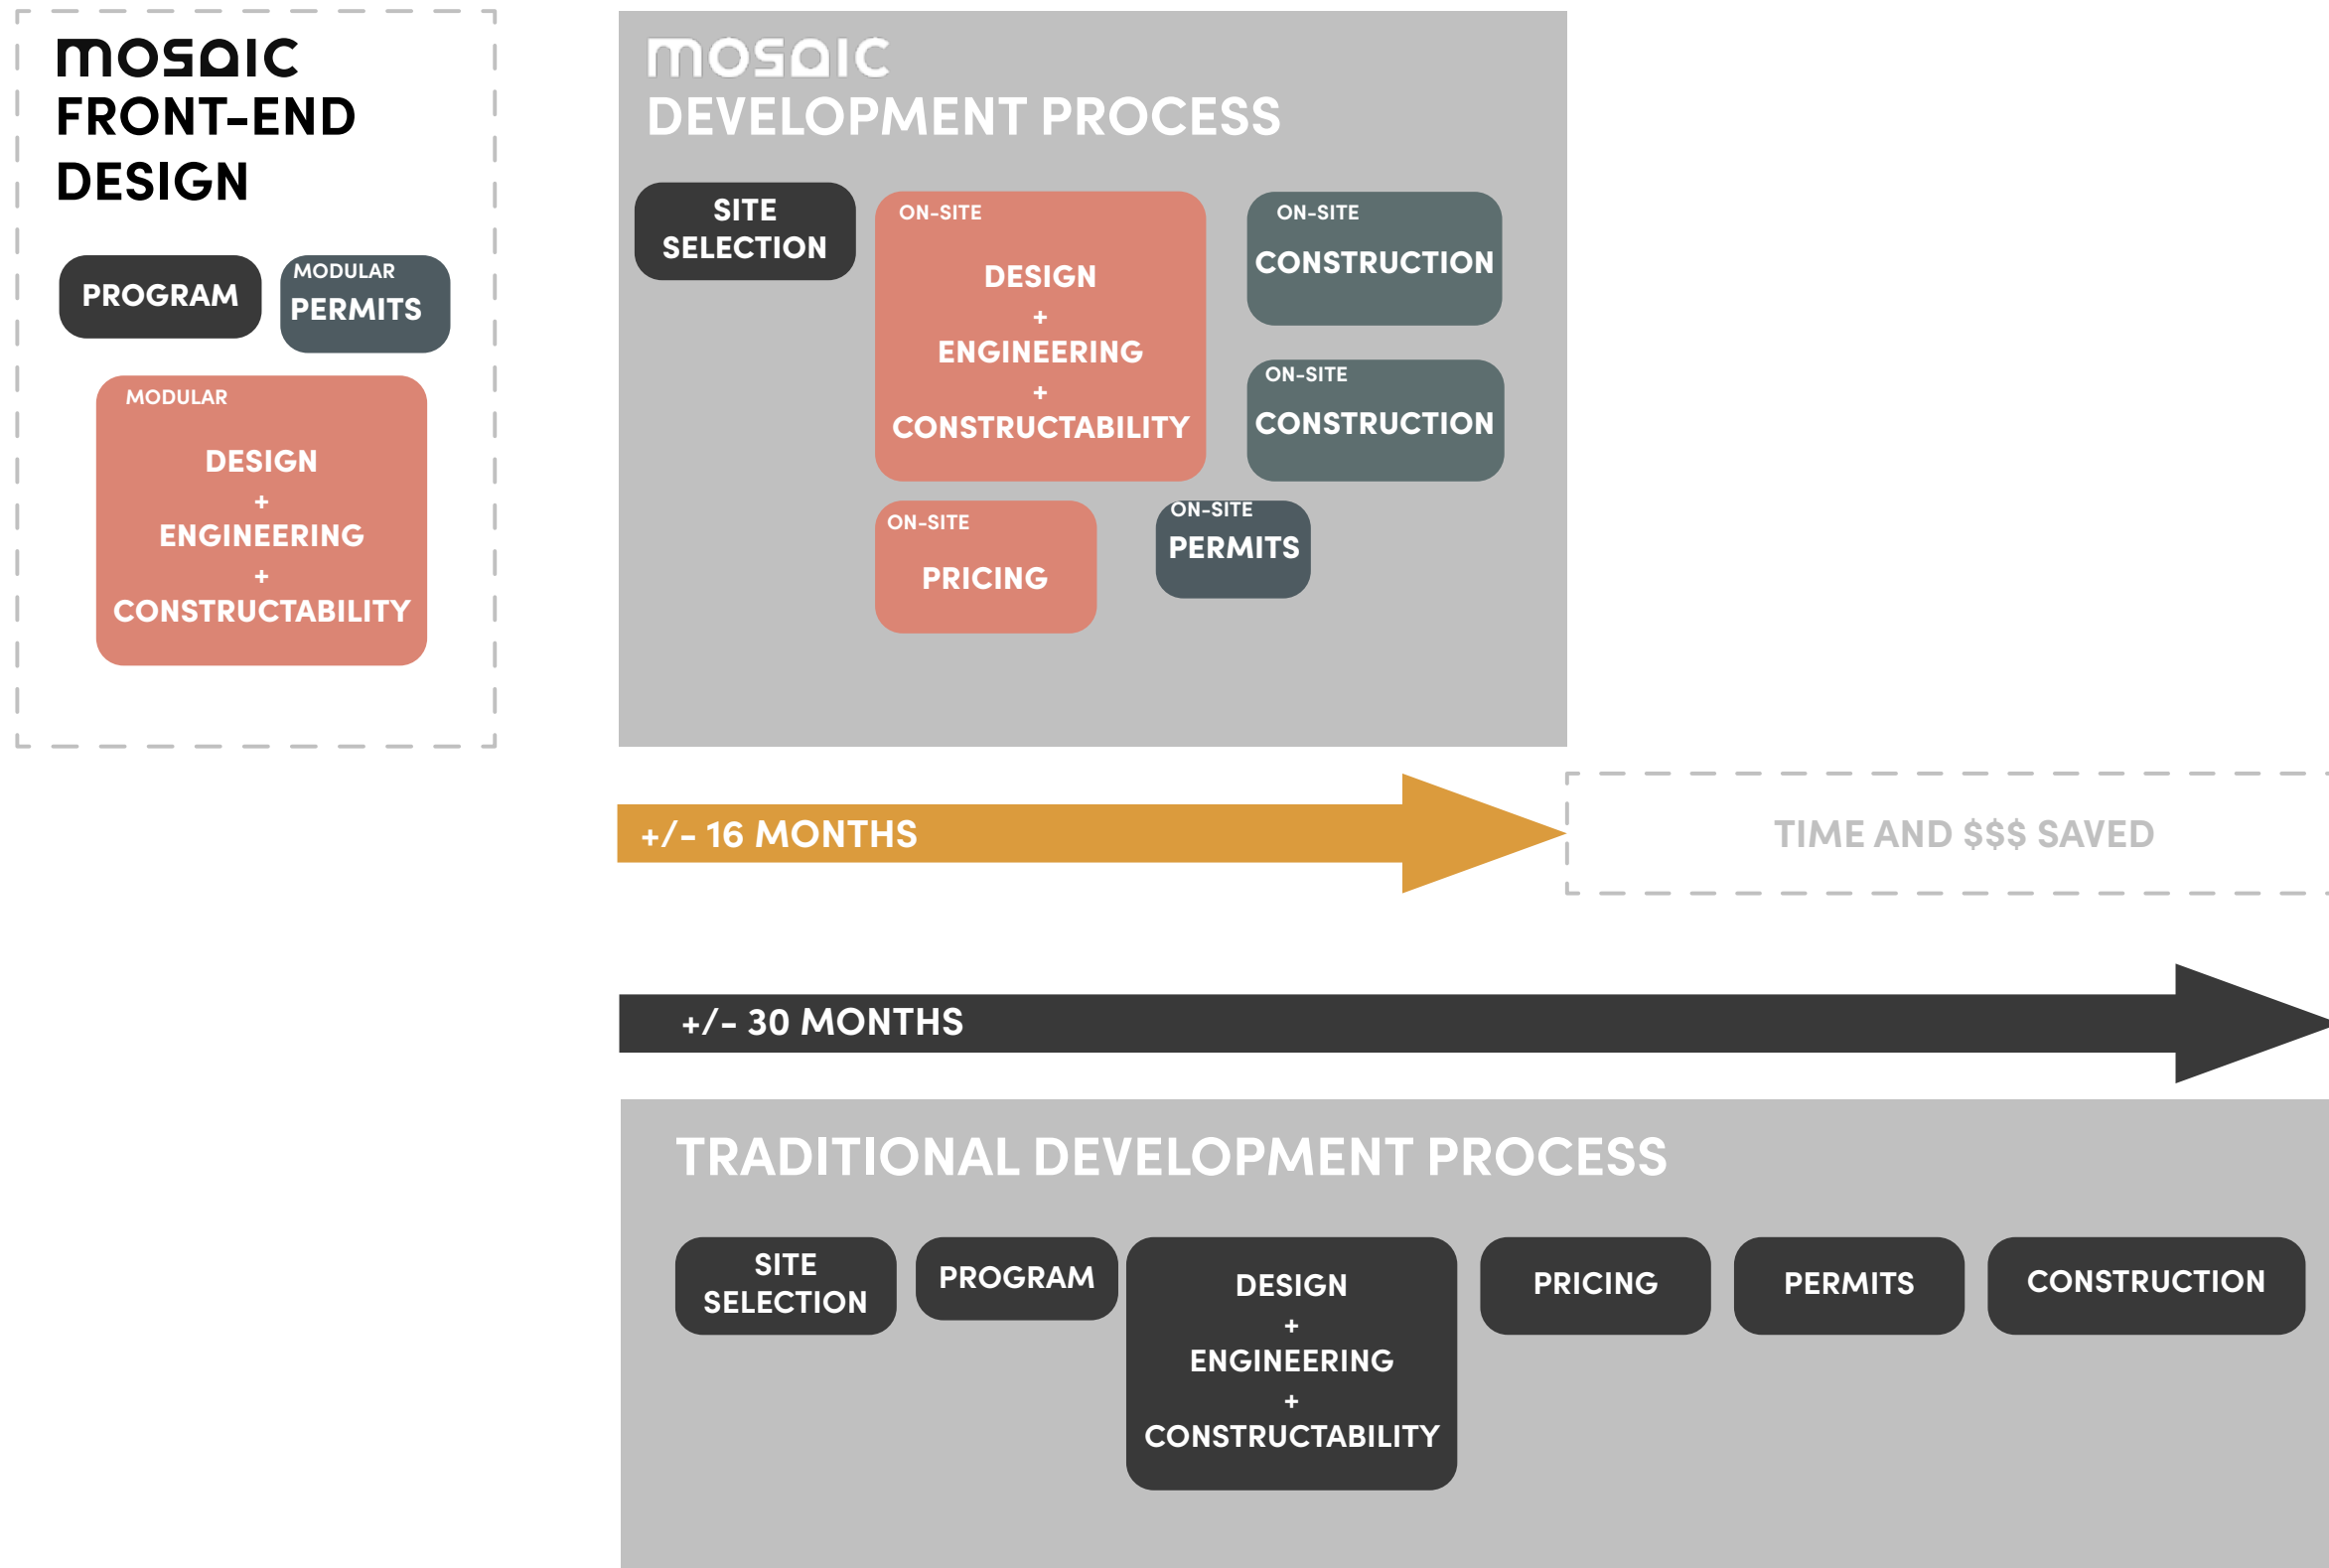 mosaic
FRONT-END
DESIGN
PROGRAM
MODULAR
PERMITS
MODULAR
DESIGN
+
ENGINEERING
+
CONSTRUCTABILITY
mosaic
DEVELOPMENT PROCESS
SITE
SELECTION
ON-SITE
DESIGN
+
ENGINEERING
+
CONSTRUCTABILITY
ON-SITE
CONSTRUCTION
ON-SITE
CONSTRUCTION
ON-SITE
PRICING
ON-SITE
PERMITS
+/- 16 MONTHS
TIME AND $$$ SAVED
+/- 30 MONTHS
TRADITIONAL DEVELOPMENT PROCESS
SITE
SELECTION
PROGRAM
DESIGN
+
ENGINEERING
+
CONSTRUCTABILITY
PRICING
PERMITS
CONSTRUCTION